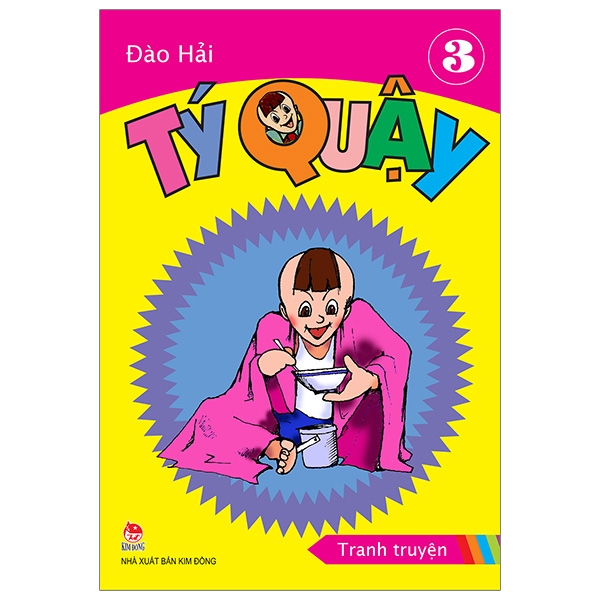 Đào Hải
3
Tý Quậy
KIM ĐỒNG
NHÀ XUẤT BẢN KIM ĐỒNG
Tranh truyện